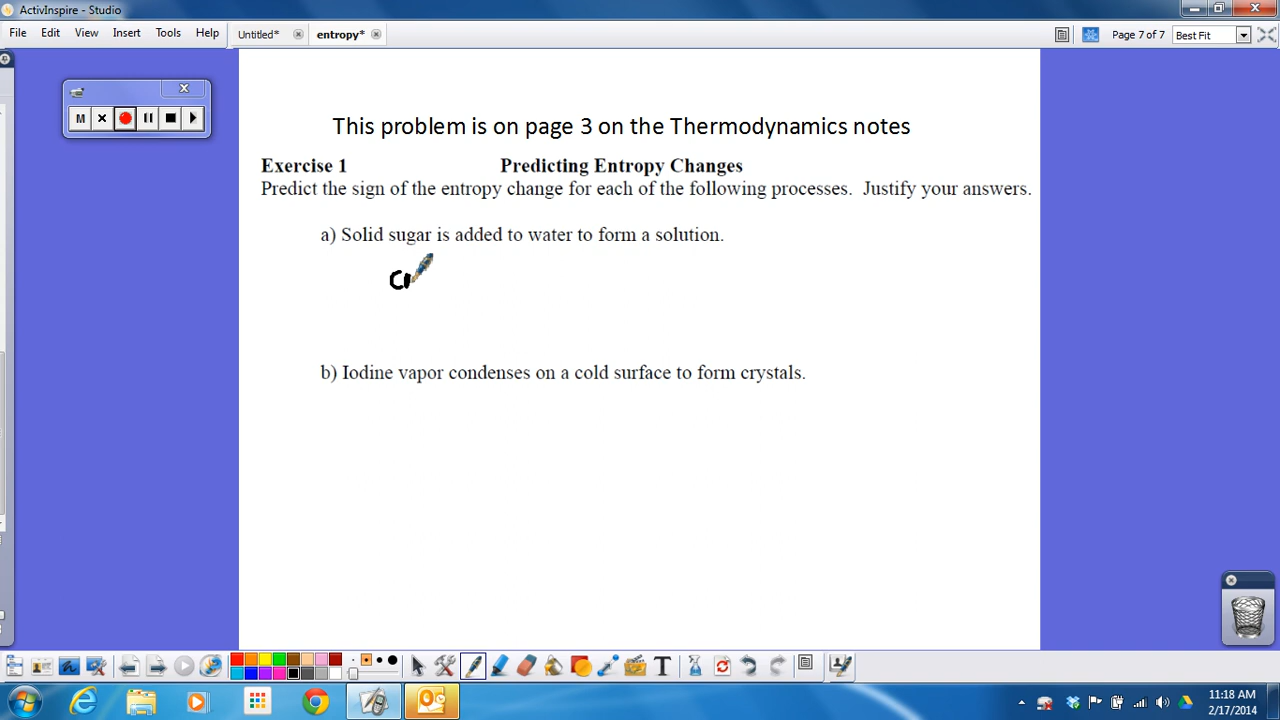 ActivInspire - Studio
File Edit View Insert Tools Help
Untitled* entropy* Page 7 of 7 Best Fit
M
This problem is on page 3 on the Thermodynamics notes
Exercise 1 Predicting Entropy Changes
Predict the sign of the entropy change for each of the following processes. Justify your answers.
a) Solid sugar is added to water to form a solution.
b) Iodine vapor condenses on a cold surface to form crystals.
T
11:18 AM
2/17/2014